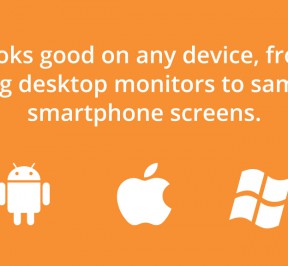 oks good on any device, fro
g desktop monitors to sam
smartphone screens.